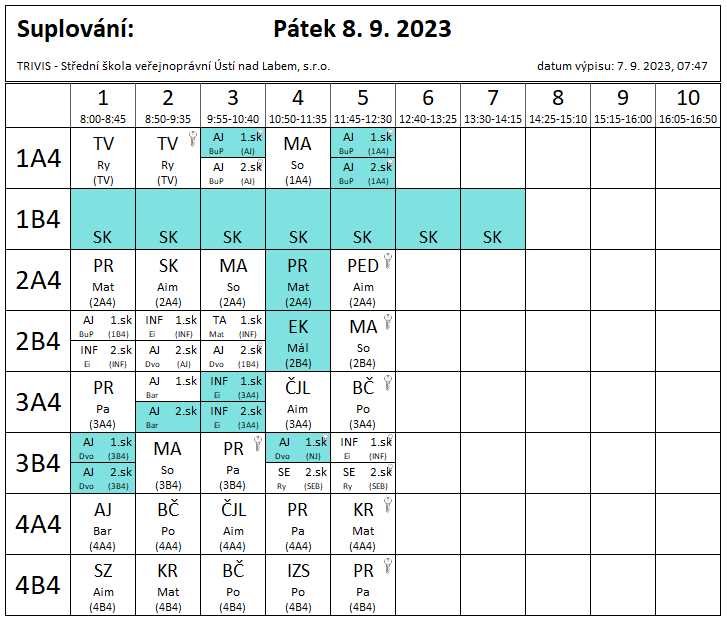 Suplování: Pátek 8. 9. 2023
TRIVIS - Střední škola veřejnoprávní Ústí nad Labem, s.r.o. datum výpisu: 7. 9. 2023, 07:47
1 2 3 4 5 6 7 8 9 10
8:00-8:45 8:50-9:35 9:55-10:40 10:50-11:35 11:45-12:30 12:40-13:25 13:30-14:15 14:25-15:10 15:15-16:00 16:05-16:50
1A4
TV
Ry
(TV)
TV
Ry
(TV)
AJ 1.sk
BuP (AJ)
AJ 2.sk
BuP (AJ)
MA
So
(1A4)
AJ 1.sk
BuP (1A4)
AJ 2.sk
BuP (1A4)
1B4
SK SK SK SK SK SK SK
2A4
PR
Mat
(2A4)
SK
Aim
(2A4)
MA
So
(2A4)
PR
Mat
(2A4)
PED
Aim
(2A4)
2B4
AJ 1.sk
BuP (1B4)
INF 2.sk
Ei (INF)
INF 1.sk
Ei (INF)
AJ 2.sk
Dvo (AJ)
TA 1.sk
Mat (INF)
AJ 2.sk
Dvo (1B4)
EK
Mál
(2B4)
MA
So
(2B4)
3A4
PR
Pa
(3A4)
AJ 1.sk
Bar
AJ 2.sk
Bar
INF 1.sk
Ei (3A4)
INF 2.sk
Ei (3A4)
ČJL
Aim
(3A4)
BČ
Po
(3A4)
3B4
AJ 1.sk
Dvo (3B4)
AJ 2.sk
Dvo (3B4)
MA
So
(3B4)
PR
Pa
(3B4)
AJ 1.sk
Dvo (NJ)
SE 2.sk
Ry (SEB)
INF 1.sk
Ei (INF)
SE 2.sk
Ry (SEB)
4A4
AJ
Bar
(4A4)
BČ
Po
(4A4)
ČJL
Aim
(4A4)
PR
Pa
(4A4)
KR
Mat
(4A4)
4B4
SZ
Aim
(4B4)
KR
Mat
(4B4)
BČ
Po
(4B4)
IZS
Po
(4B4)
PR
Pa
(4B4)